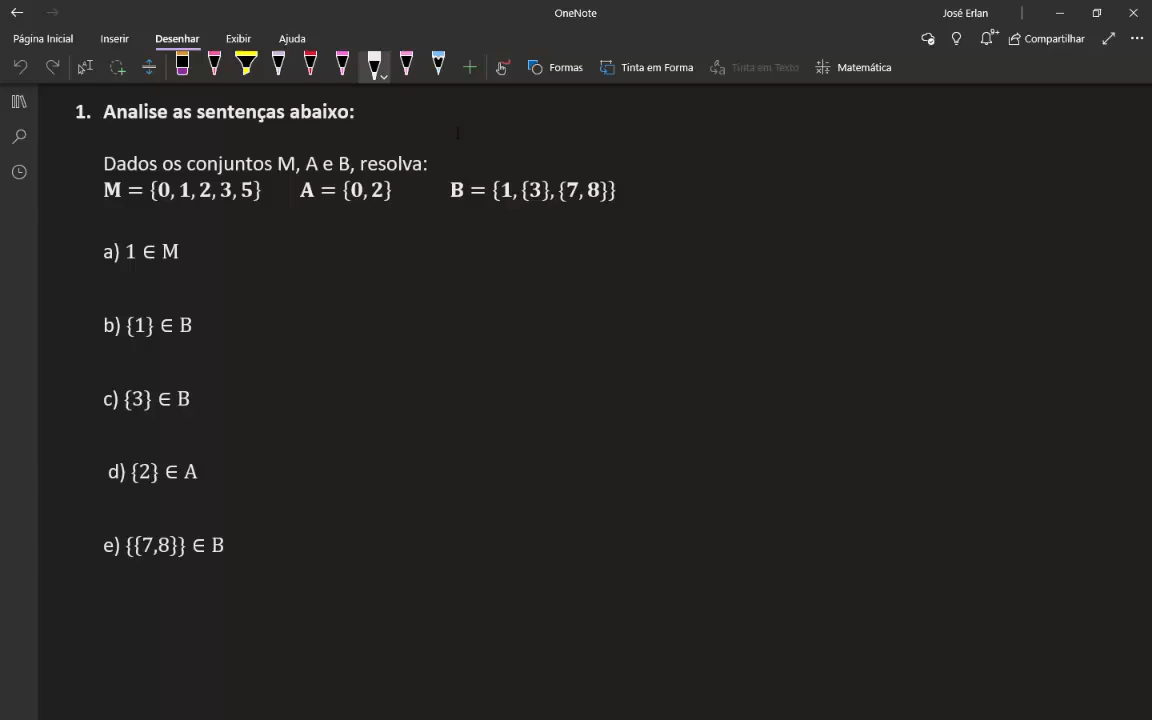 OneNote
José Erlan
Página Inicial Inserir Desenhar Exibir Ajuda
9+ Compartilhar
Formas Tinta em Forma Tinta em Texto Matemática
1. Analise as sentenças abaixo:
Dados os conjuntos M, A e B, resolva:
M = {0, 1, 2, 3, 5} A = {0, 2} B = {1, {3}, {7, 8}}
a) 1 ∈ M
b) {1} ∈ B
c) {3} ∈ B
d) {2} ∈ A
e) {{7,8}} ∈ B